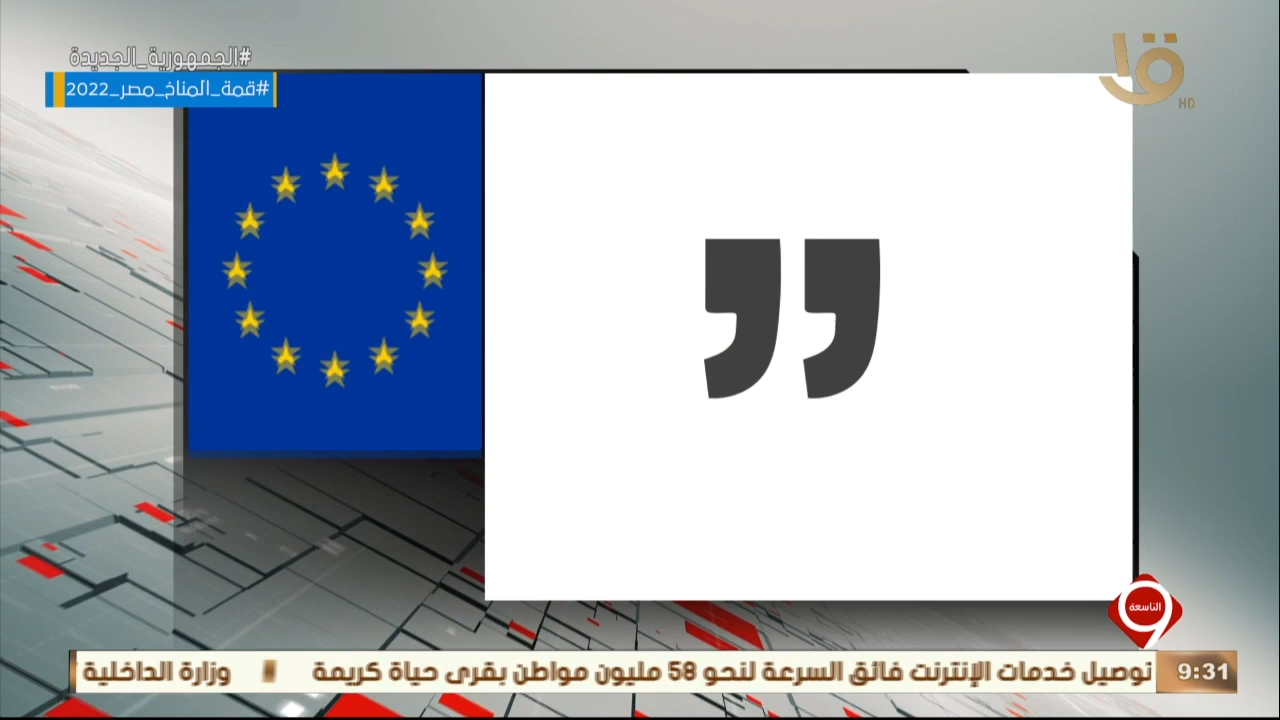 #الجمهورية_الجديدة
#قمة_المناخ_مصر_2022
HD
”
التاسعة
9
9:31
توصيل خدمات الإنترنت فائق السرعة لنحو 58 مليون مواطن بقرى حياة كريمة
وزارة الداخلية